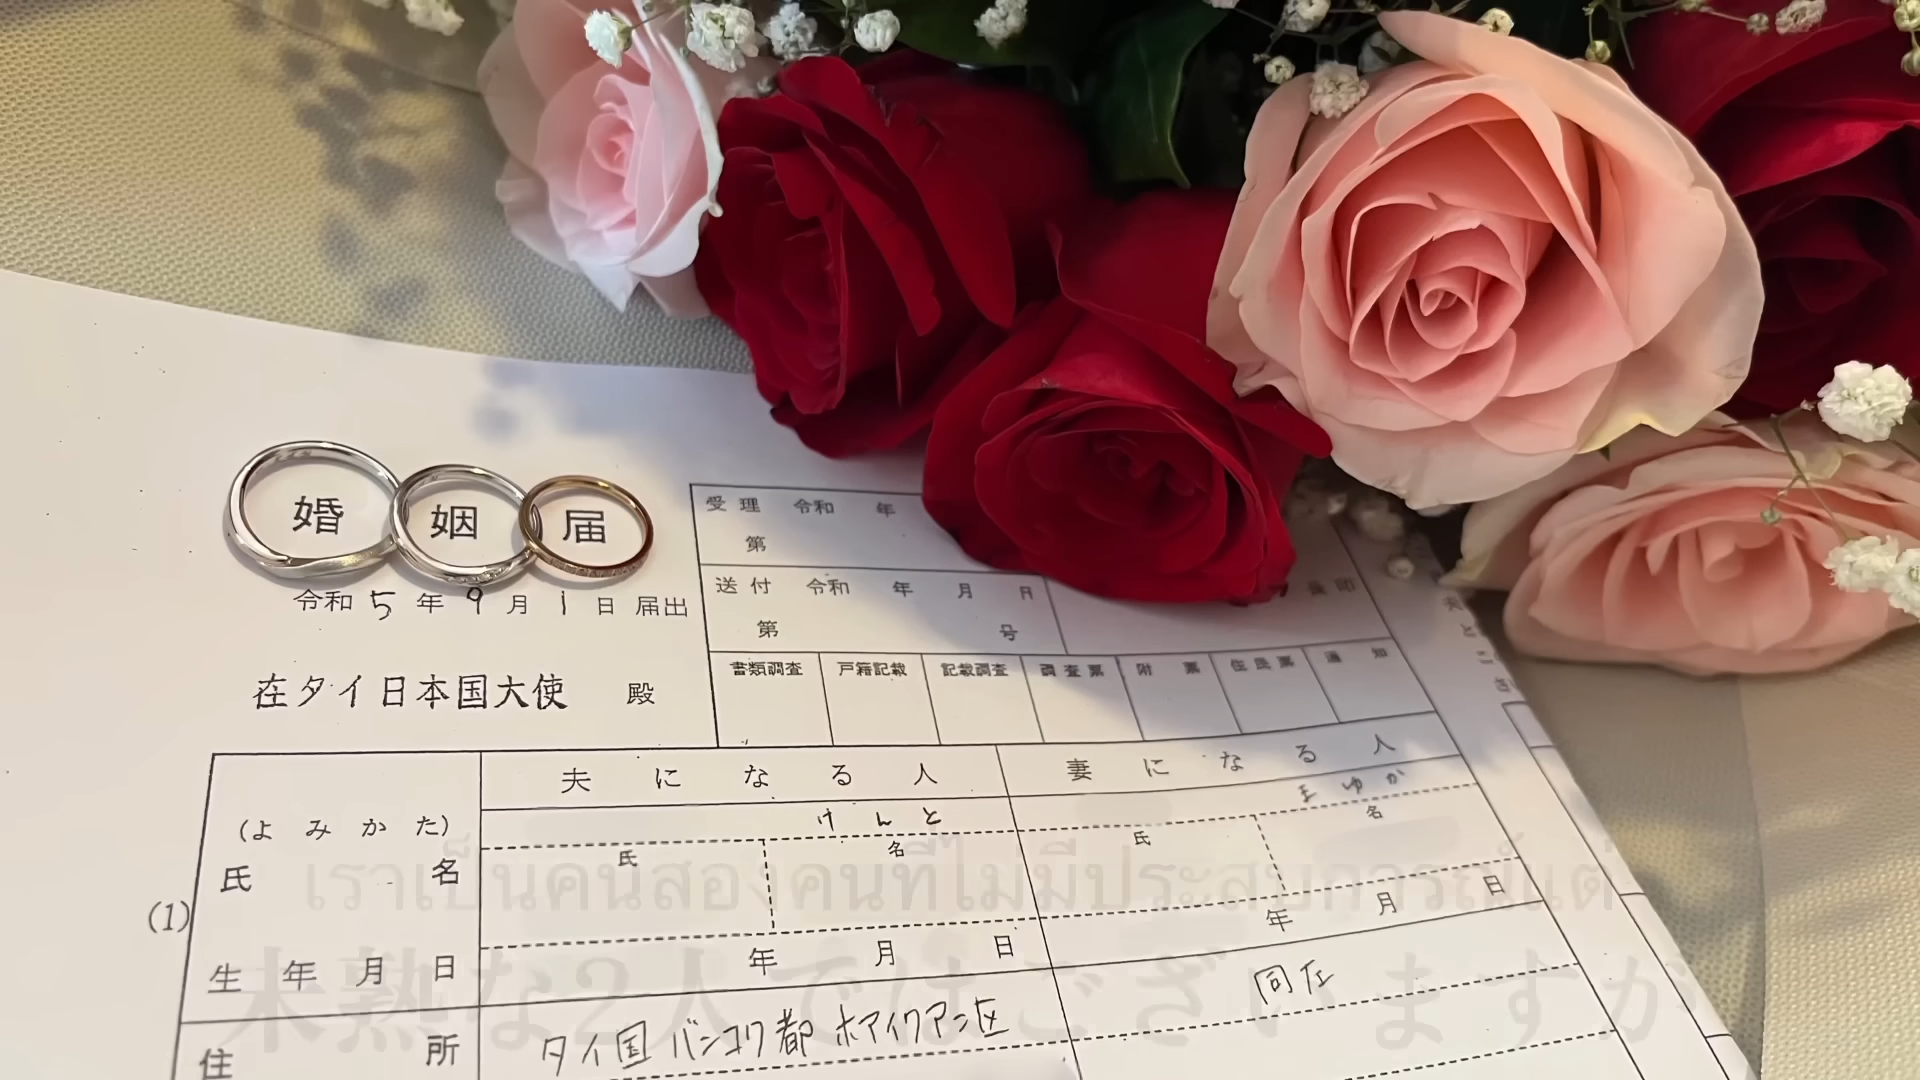 婚姻届
令和5年9月1日届出
在タイ日本国大使 殿
受理 令和 年
第
送付 令和 年 月 日
第 号
長印
書類調査 戸籍記載 記載調査 調査票 附票 住民票 通知
夫になる人 妻になる人
(よみかた) けんと まゆか
(1) 氏名 氏 名 氏 名
生年月日 年 月 日 年 月 日
住所 タイ国 バンコク都 ホアイクアン区 同左
เราเป็นคนสองคนที่ไม่มีประสบการณ์แต่
未熟な2人ではございますが